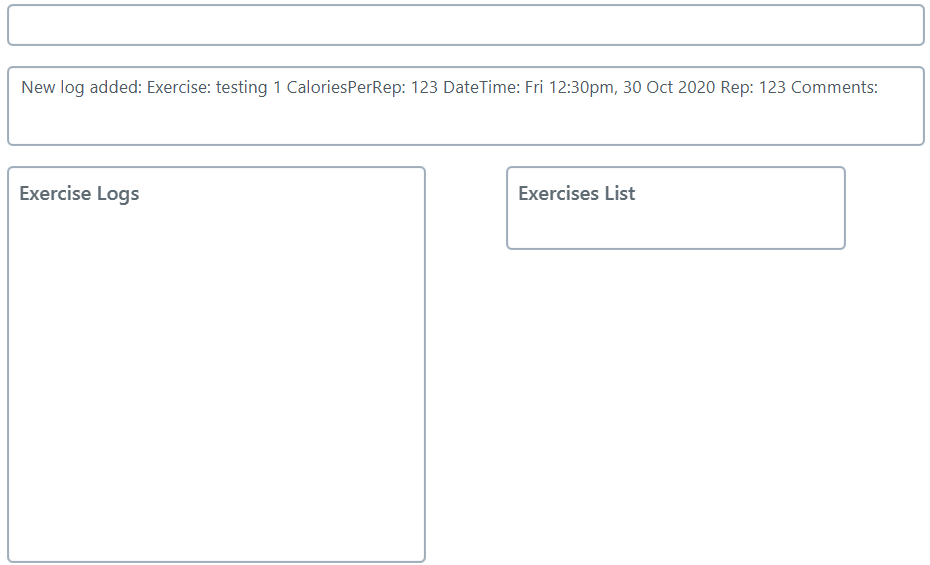 New log added: Exercise: testing 1 CaloriesPerRep: 123 DateTime: Fri 12:30pm, 30 Oct 2020 Rep: 123 Comments:
Exercise Logs
Exercises List